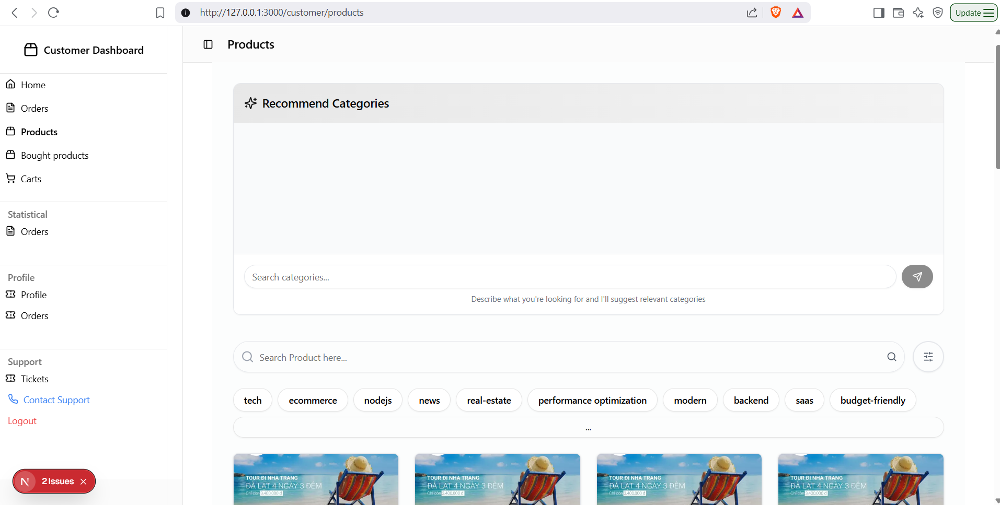 http://127.0.0.1:3000/customer/products
Update
Customer Dashboard
Home
Orders
Products
Bought products
Carts
Statistical
Orders
Profile
Profile
Orders
Support
Tickets
Contact Support
Logout
N 2 Issues
Products
Recommend Categories
Search categories...
Describe what you're looking for and I'll suggest relevant categories
Search Product here...
tech ecommerce nodejs news real-estate performance optimization modern backend saas budget-friendly
...
TOUR ĐI NHA TRANG
ĐÀ LẠT 4 NGÀY 3 ĐÊM
Chỉ còn 3,400,000 đ
TOUR ĐI NHA TRANG
ĐÀ LẠT 4 NGÀY 3 ĐÊM
Chỉ còn 3,400,000 đ
TOUR ĐI NHA TRANG
ĐÀ LẠT 4 NGÀY 3 ĐÊM
Chỉ còn 3,400,000 đ
TOUR ĐI NHA TRANG
ĐÀ LẠT 4 NGÀY 3 ĐÊM
Chỉ còn 3,400,000 đ